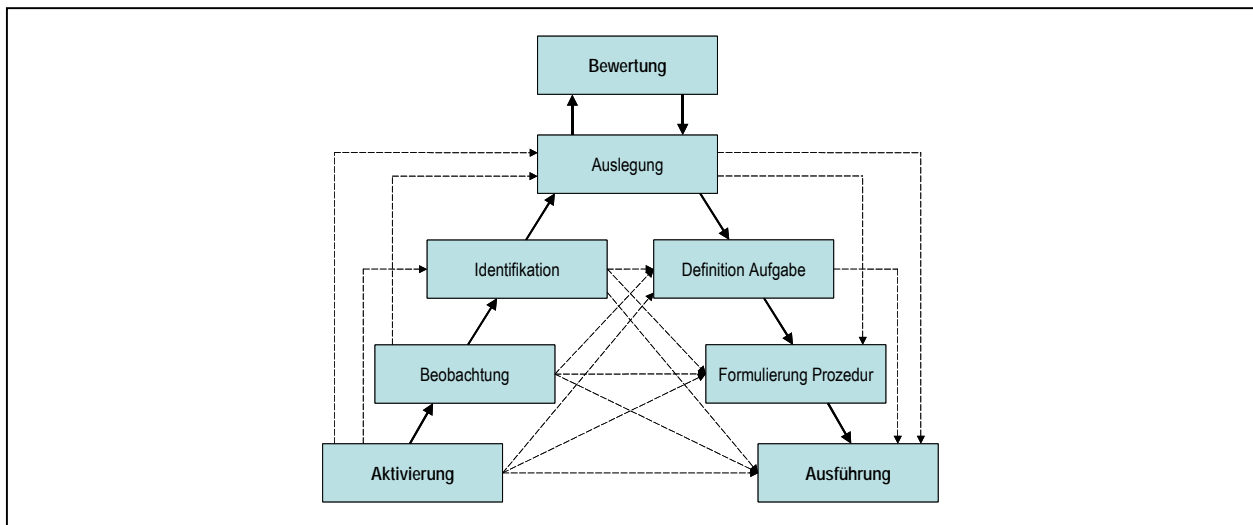 Bewertung
Auslegung
Identifikation
Definition Aufgabe
Beobachtung
Formulierung Prozedur
Aktivierung
Ausführung